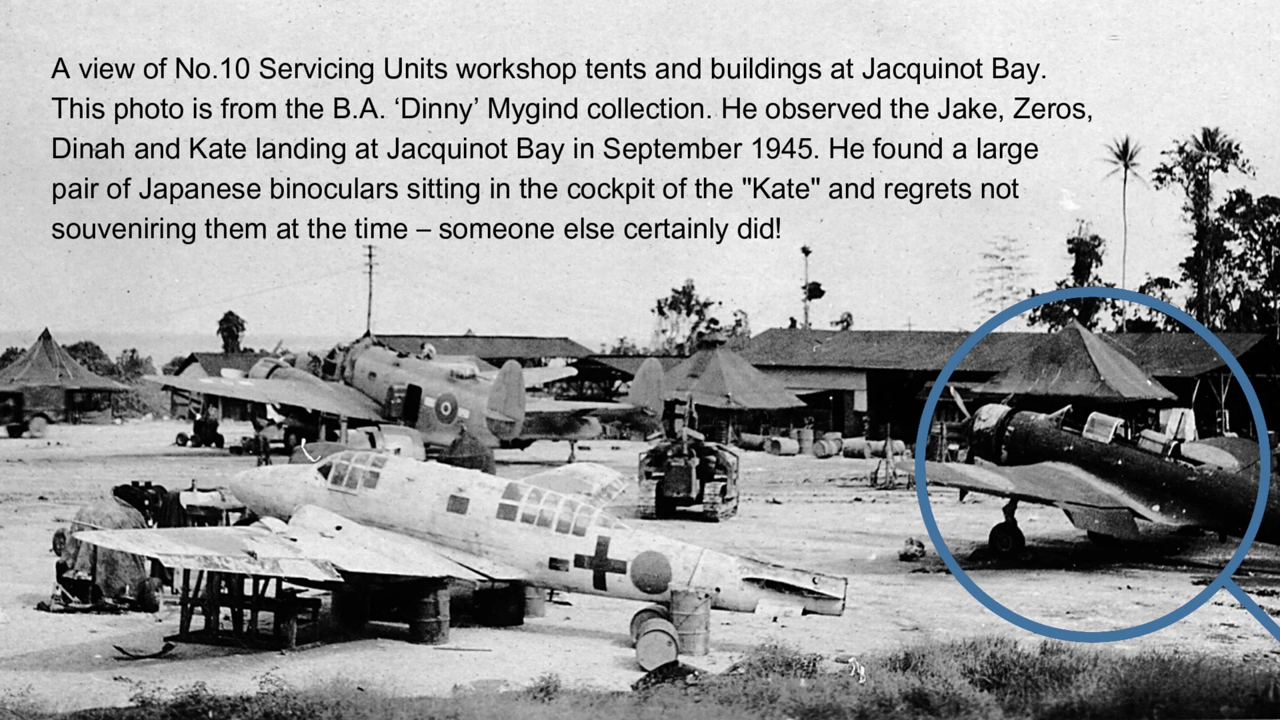 A view of No.10 Servicing Units workshop tents and buildings at Jacquinot Bay.
This photo is from the B.A. ‘Dinny’ Mygind collection. He observed the Jake, Zeros,
Dinah and Kate landing at Jacquinot Bay in September 1945. He found a large
pair of Japanese binoculars sitting in the cockpit of the "Kate" and regrets not
souveniring them at the time – someone else certainly did!